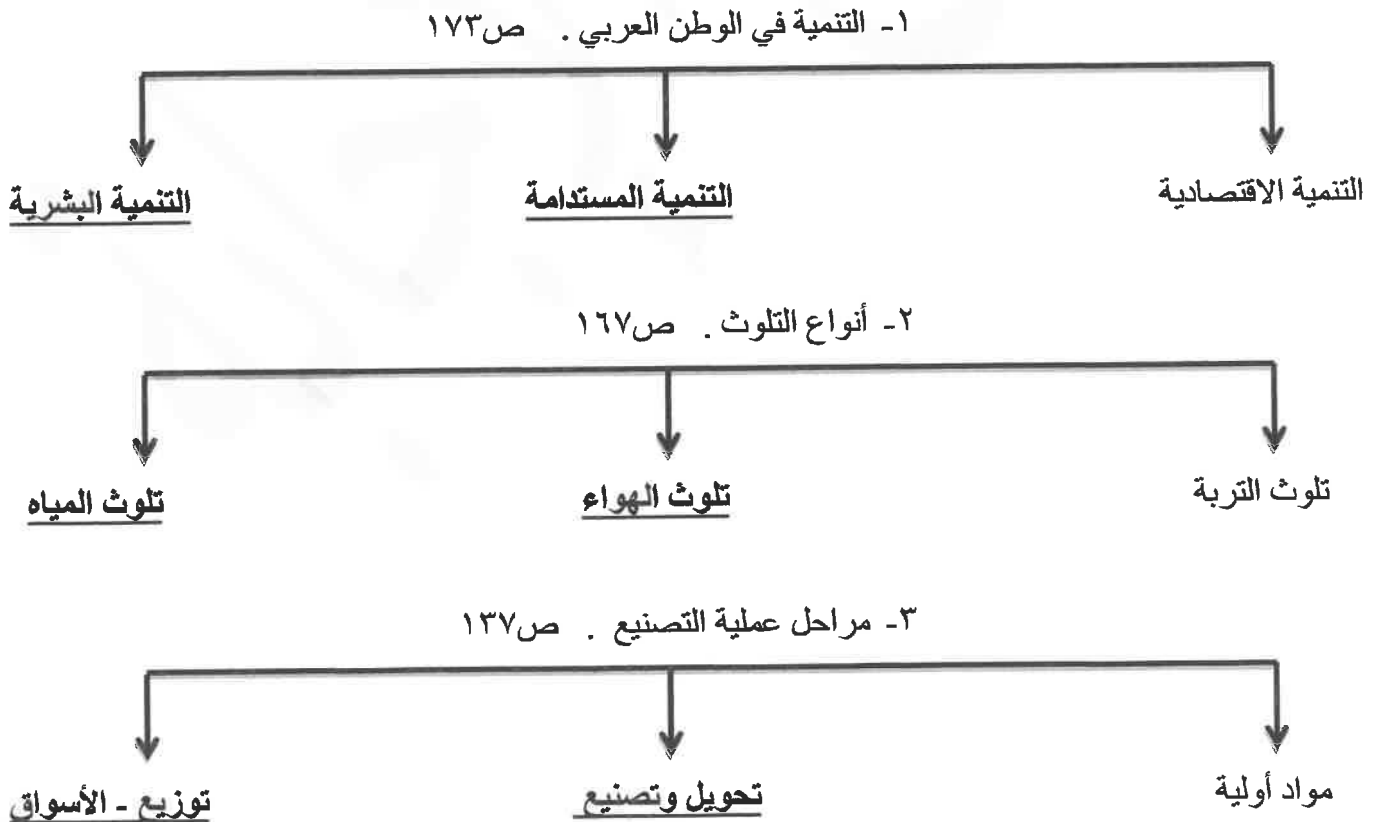 ١- التنمية في الوطن العربي . ص١٧٣
التنمية الاقتصادية التنمية المستدامة التنمية البشرية
٢- أنواع التلوث . ص١٦٧
تلوث التربة تلوث الهواء تلوث المياه
٣- مراحل عملية التصنيع . ص١٣٧
مواد أولية تحويل وتصنيع توزيع - الأسواق